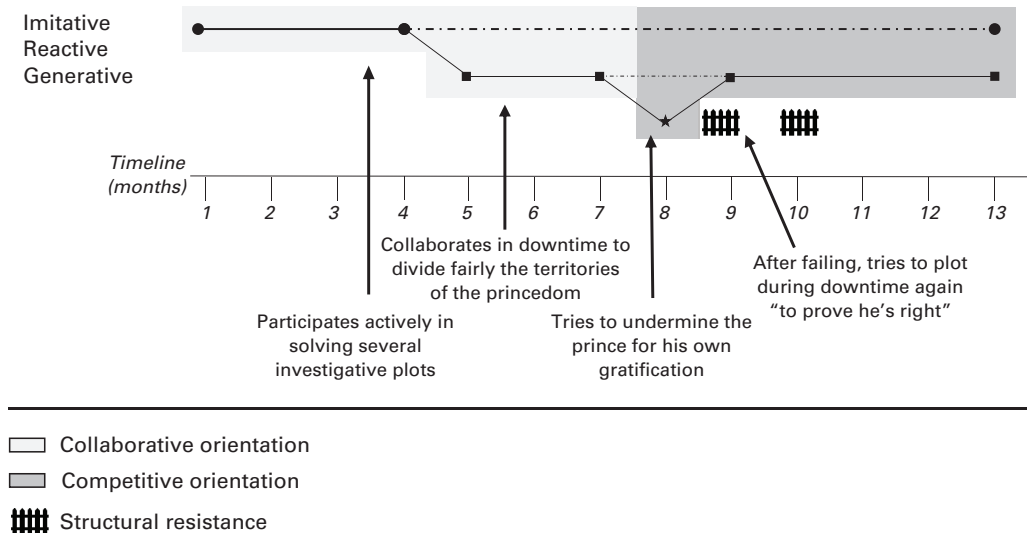 Imitative
Reactive
Generative
Timeline
(months)
1 2 3 4 5 6 7 8 9 10 11 12 13
Collaborates in downtime to
divide fairly the territories
of the princedom
After failing, tries to plot
during downtime again
“to prove he’s right”
Participates actively in
solving several
investigative plots
Tries to undermine the
prince for his own
gratification
Collaborative orientation
Competitive orientation
Structural resistance